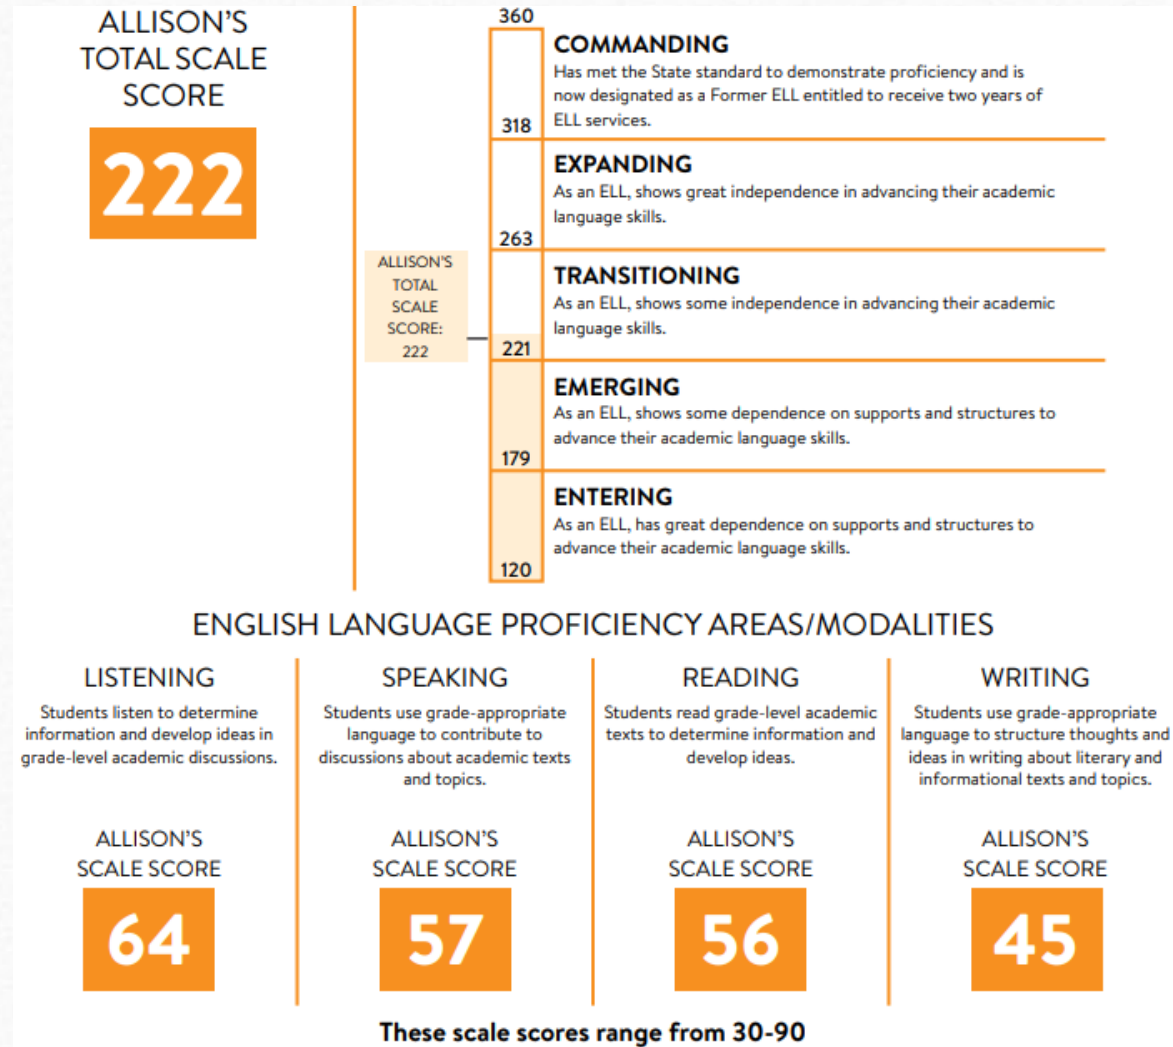 ALLISON'S
TOTAL SCALE
SCORE
222
360
COMMANDING
Has met the State standard to demonstrate proficiency and is
now designated as a Former ELL entitled to receive two years of
ELL services.
318
EXPANDING
As an ELL, shows great independence in advancing their academic
language skills.
263
ALLISON'S
TOTAL
SCALE
SCORE:
222
TRANSITIONING
As an ELL, shows some independence in advancing their academic
language skills.
221
EMERGING
As an ELL, shows some dependence on supports and structures to
advance their academic language skills.
179
ENTERING
As an ELL, has great dependence on supports and structures to
advance their academic language skills.
120
ENGLISH LANGUAGE PROFICIENCY AREAS/MODALITIES
LISTENING
Students listen to determine
information and develop ideas in
grade-level academic discussions.
ALLISON'S
SCALE SCORE
64
SPEAKING
Students use grade-appropriate
language to contribute to
discussions about academic texts
and topics.
ALLISON'S
SCALE SCORE
57
READING
Students read grade-level academic
texts to determine information and
develop ideas.
ALLISON'S
SCALE SCORE
56
WRITING
Students use grade-appropriate
language to structure thoughts and
ideas in writing about literary and
informational texts and topics.
ALLISON'S
SCALE SCORE
45
These scale scores range from 30-90